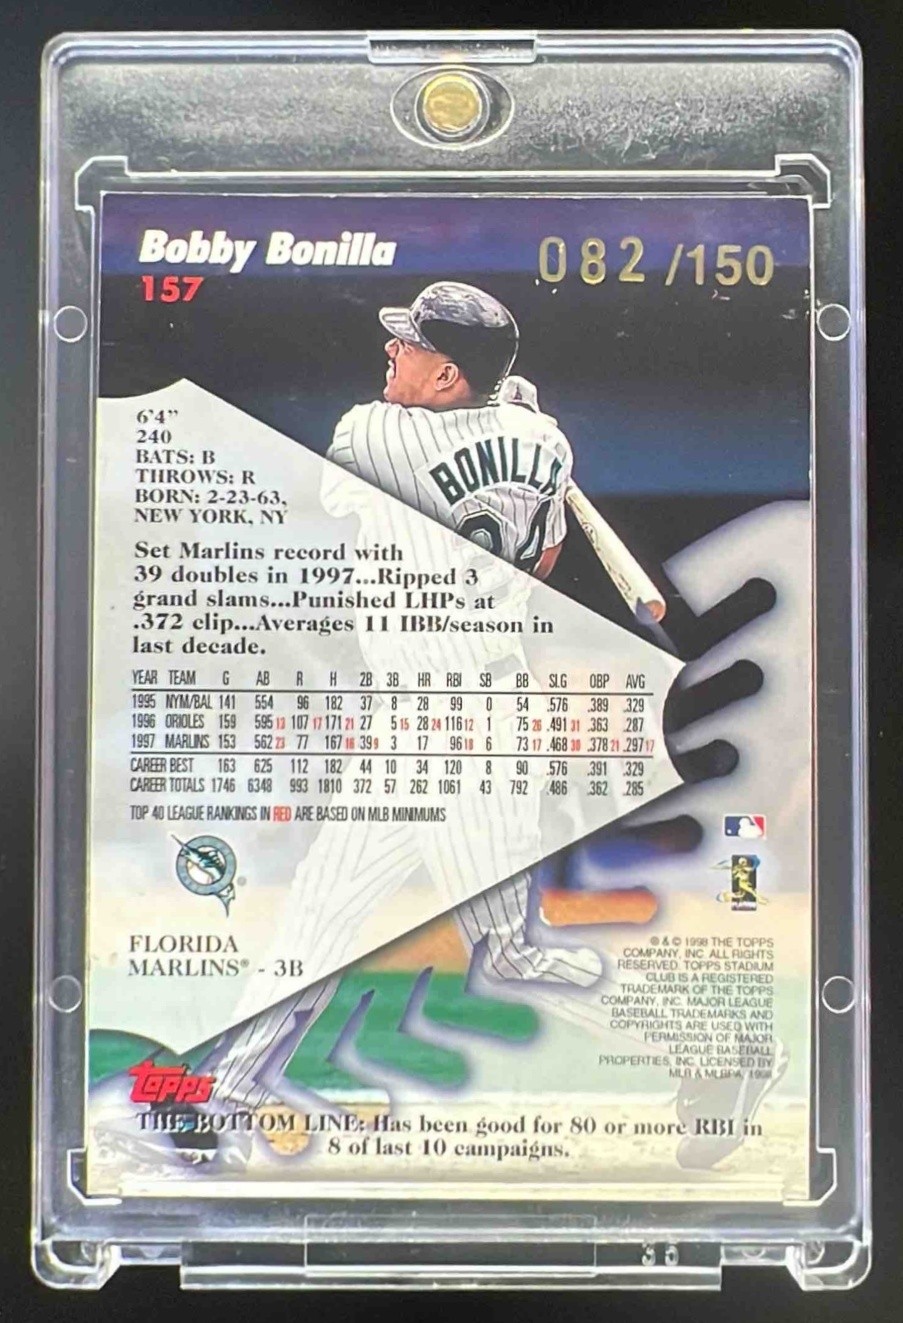 Bobby Bonilla
157
082 /150
BONILLA
24
6'4"
240
BATS: B
THROWS: R
BORN: 2-23-63,
NEW YORK, NY
Set Marlins record with
39 doubles in 1997...Ripped 3
grand slams...Punished LHPs at
.372 clip...Averages 11 IBB/season in
last decade.
YEAR TEAM G AB R H 2B 3B HR RBI SB BB SLG OBP AVG
1995 NYM/BAL 141 554 96 182 37 8 28 99 0 54 .576 .389 .329
1996 ORIOLES 159 595 13 107 17 171 21 27 5 15 28 24 116 12 1 75 26 .491 31 .363 .287
1997 MARLINS 153 562 23 77 167 16 39 9 3 17 96 18 6 73 17 .468 30 .378 21 .297 17
CAREER BEST 163 625 112 182 44 10 34 120 8 90 .576 .391 .329
CAREER TOTALS 1746 6348 993 1810 372 57 262 1061 43 792 .486 .362 .285
TOP 40 LEAGUE RANKINGS IN RED ARE BASED ON MLB MINIMUMS
FLORIDA
MARLINS® - 3B
® & © 1998 THE TOPPS
COMPANY, INC. ALL RIGHTS
RESERVED. TOPPS STADIUM
CLUB IS A REGISTERED
TRADEMARK OF THE TOPPS
COMPANY, INC. MAJOR LEAGUE
BASEBALL TRADEMARKS AND
COPYRIGHTS ARE USED WITH
PERMISSION OF MAJOR
LEAGUE BASEBALL
PROPERTIES, INC. LICENSED BY
MLB & MLBPA, 1998
Topps
THE BOTTOM LINE: Has been good for 80 or more RBI in
8 of last 10 campaigns.